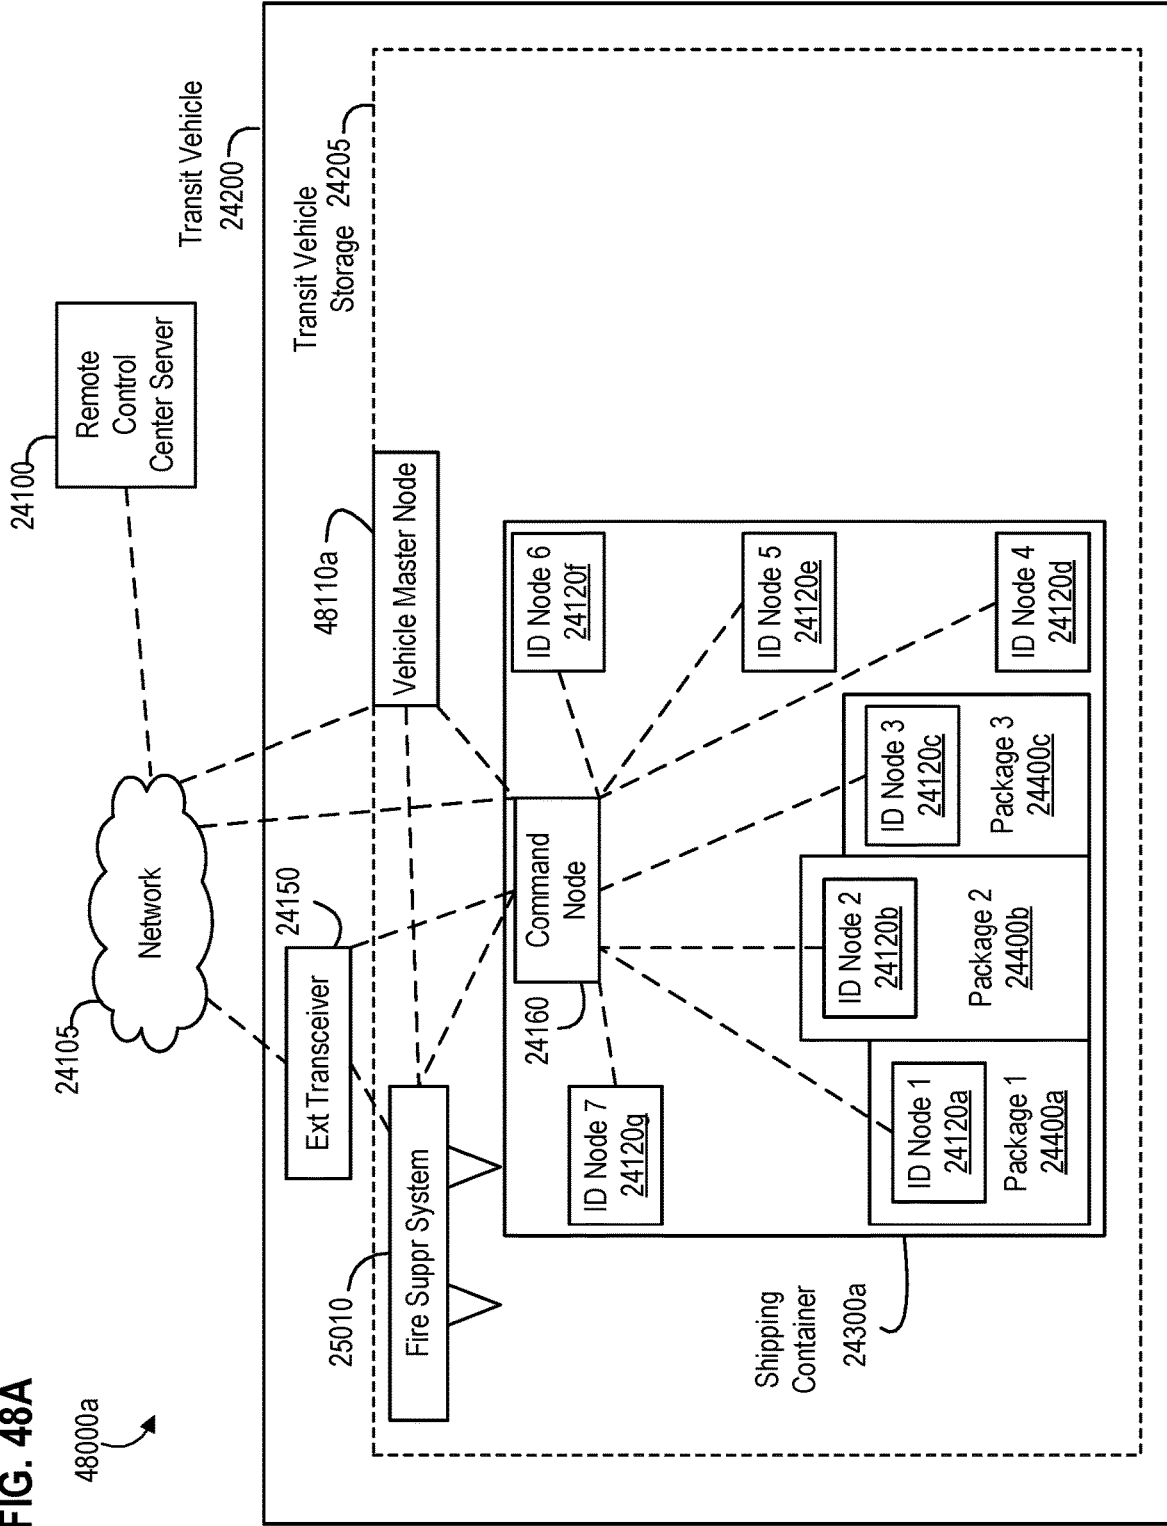 FIG. 48A
48000a
24100
Remote
Control
Center Server
24105
Network
Transit Vehicle
24200
Transit Vehicle
Storage 24205
24150
Ext Transceiver
48110a
Vehicle Master Node
25010
Fire Suppr System
24160
Command
Node
ID Node 7
24120g
ID Node 6
24120f
ID Node 5
24120e
ID Node 4
24120d
ID Node 1
24120a
Package 1
24400a
ID Node 2
24120b
Package 2
24400b
ID Node 3
24120c
Package 3
24400c
Shipping
Container
24300a